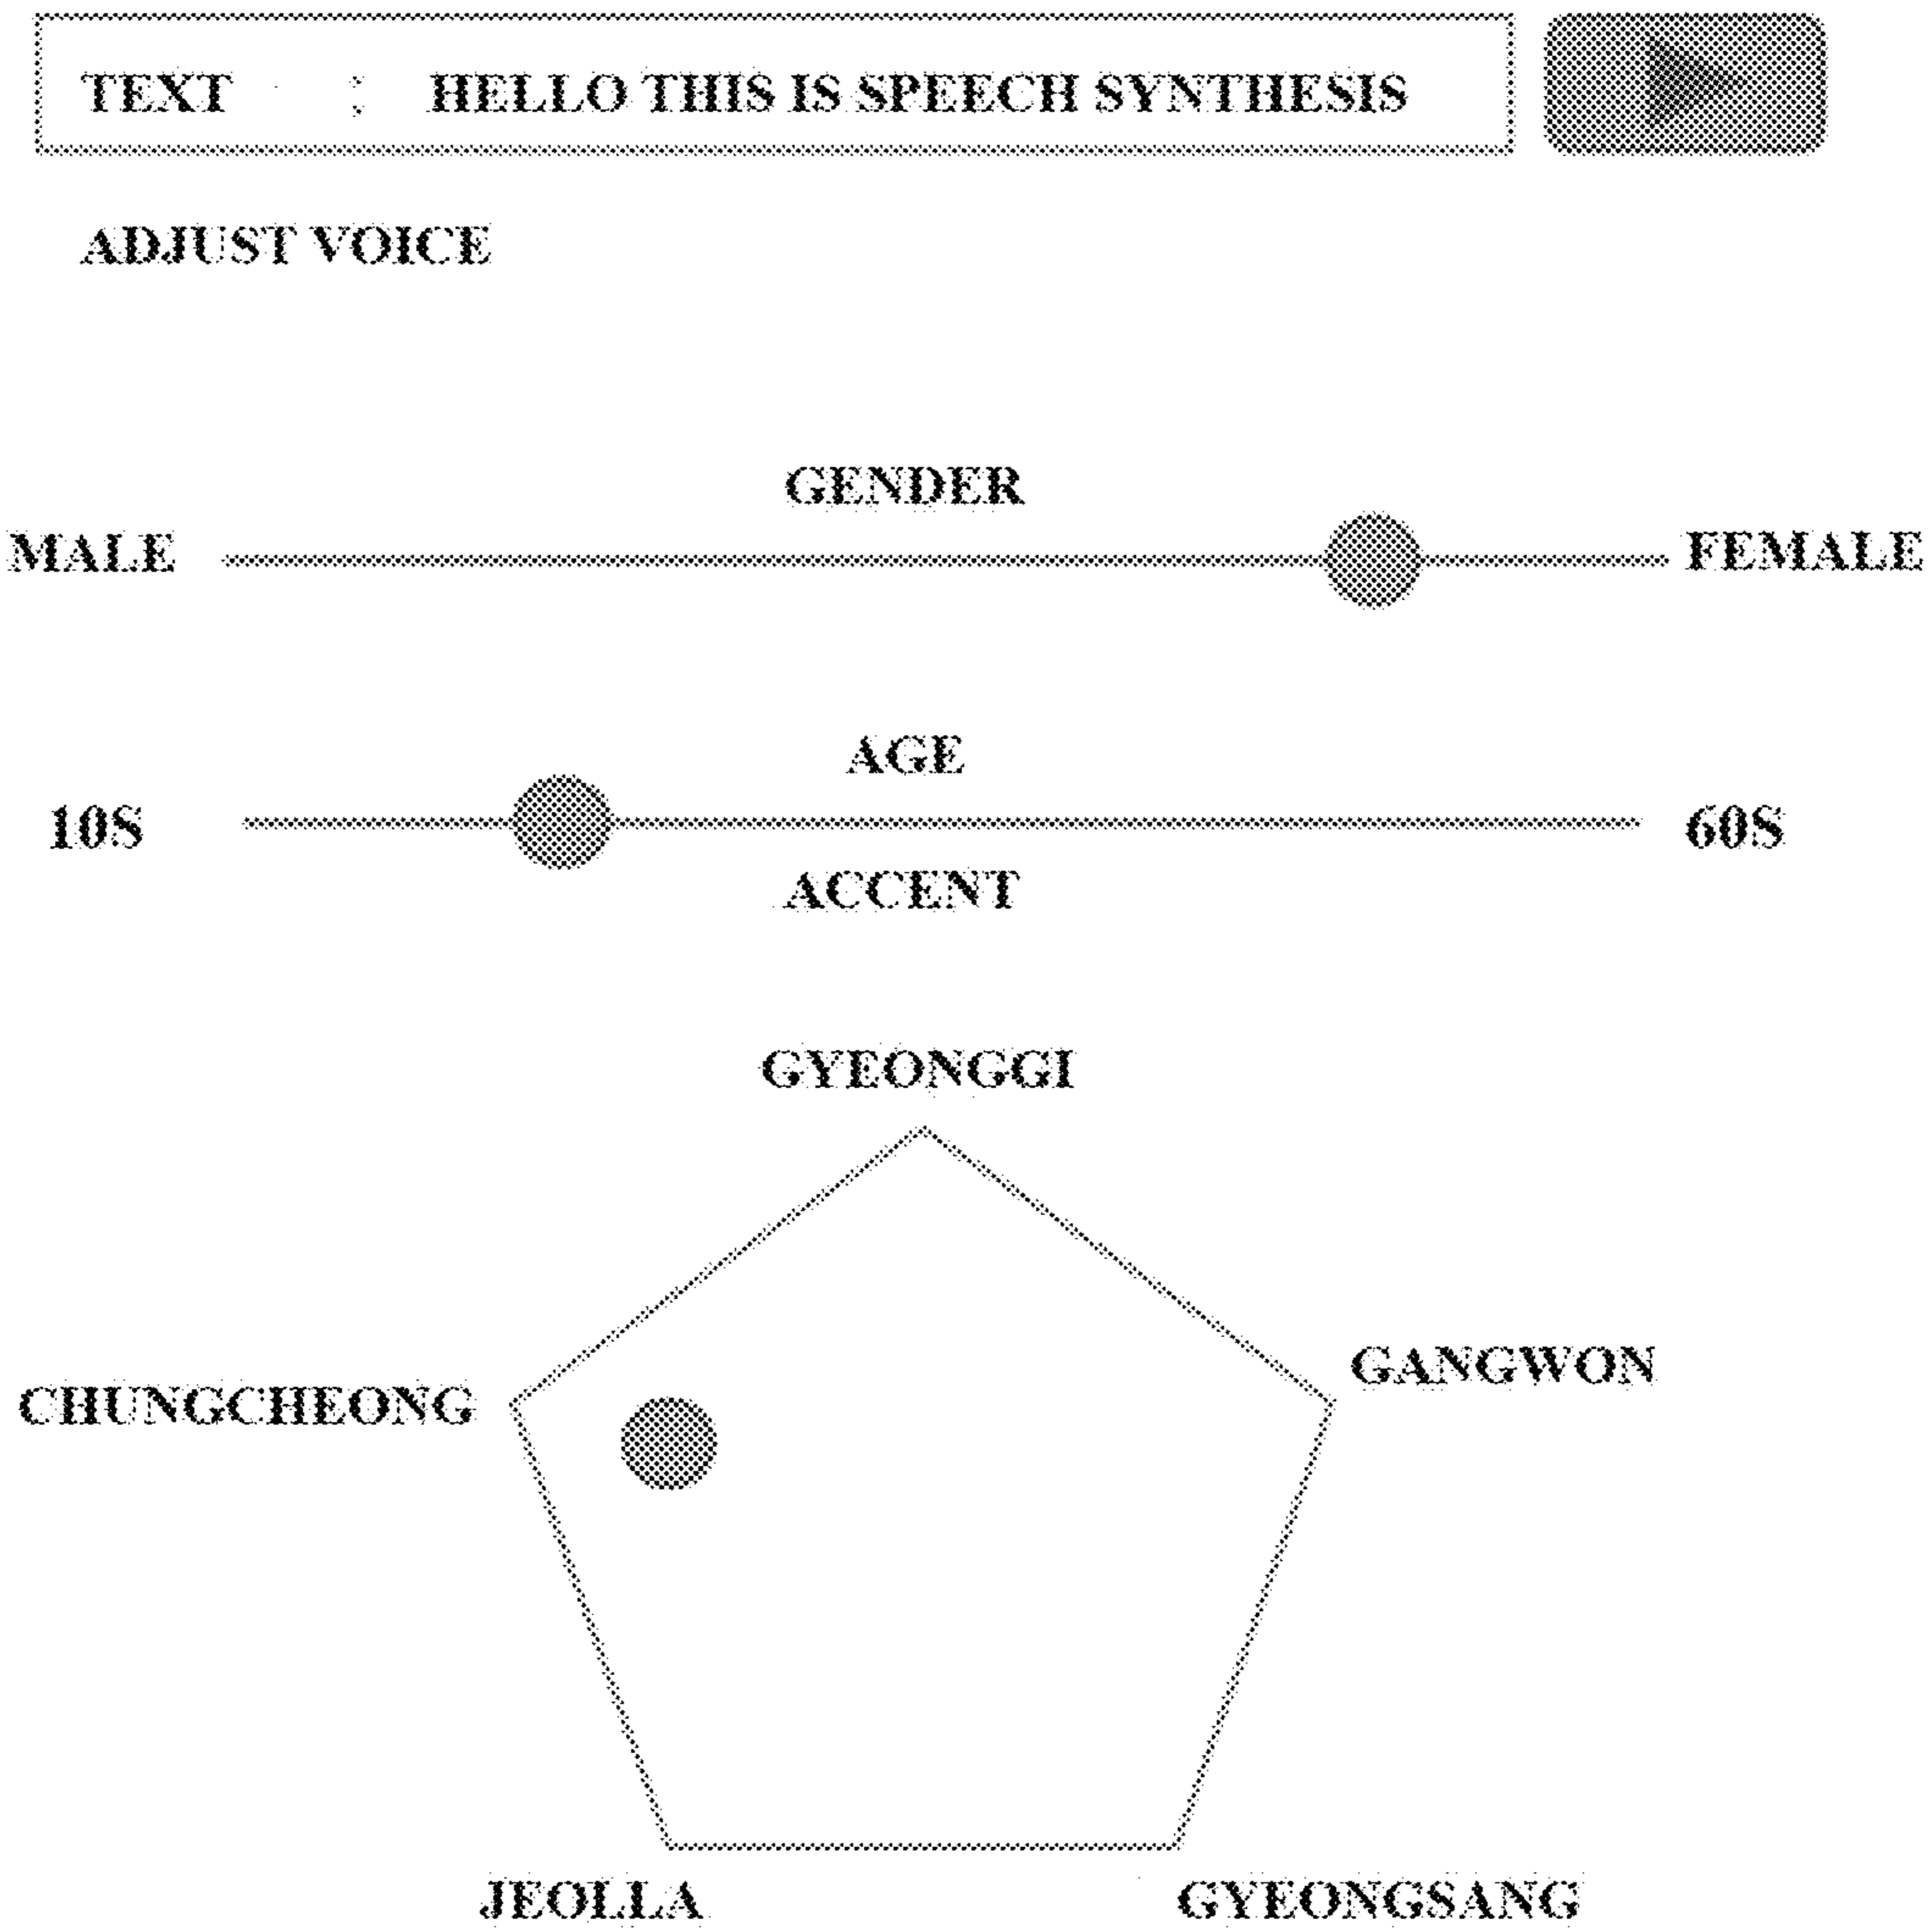 TEXT : HELLO THIS IS SPEECH SYNTHESIS
ADJUST VOICE
GENDER
MALE FEMALE
AGE
10S 60S
ACCENT
GYEONGGI
GANGWON
CHUNGCHEONG
JEOLLA GYEONGSANG